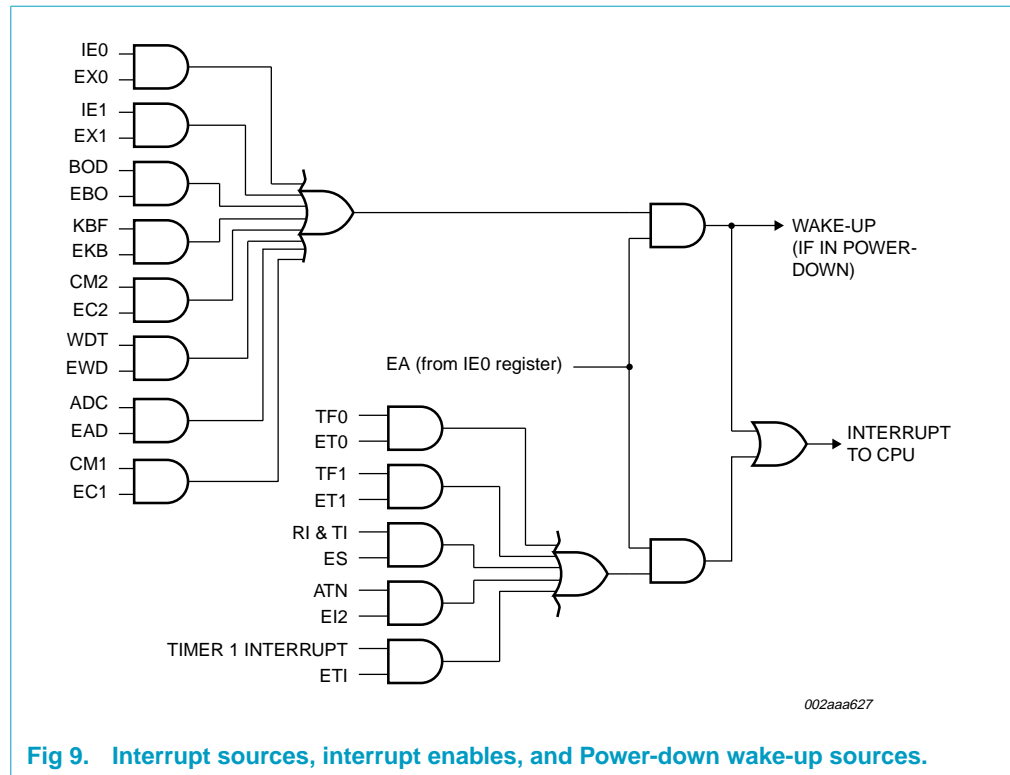 IE0
EX0
IE1
EX1
BOD
EBO
KBF
EKB
CM2
EC2
WDT
EWD
ADC
EAD
CM1
EC1
WAKE-UP
(IF IN POWER-
DOWN)
EA (from IE0 register)
TF0
ET0
TF1
ET1
RI & TI
ES
ATN
EI2
TIMER 1 INTERRUPT
ETI
INTERRUPT
TO CPU
002aaa627
Fig 9. Interrupt sources, interrupt enables, and Power-down wake-up sources.